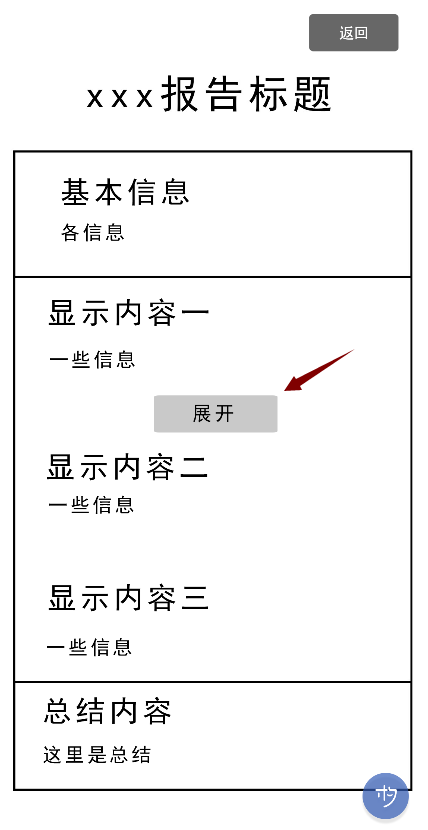 返回
xxx报告标题
基本信息
各信息
显示内容一
一些信息
展开
显示内容二
一些信息
显示内容三
一些信息
总结内容
这里是总结